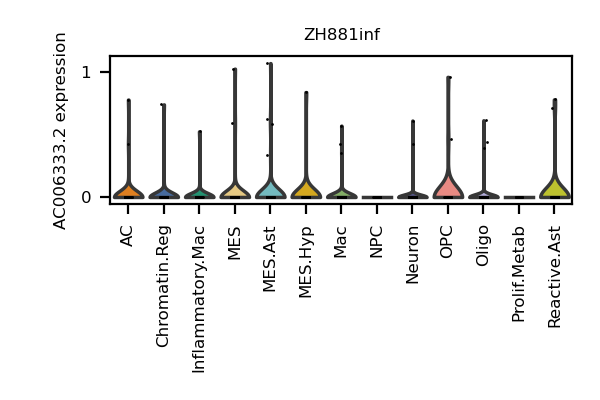 ZH881inf
AC006333.2 expression
1
0
AC
Chromatin.Reg
Inflammatory.Mac
MES
MES.Ast
MES.Hyp
Mac
NPC
Neuron
OPC
Oligo
Prolif.Metab
Reactive.Ast